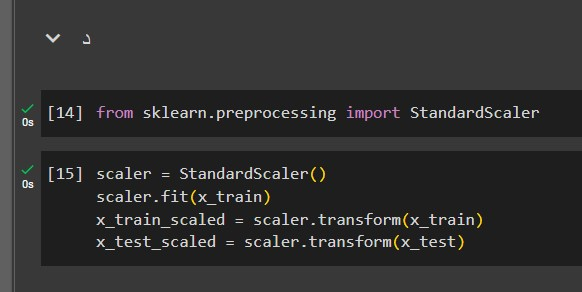 د
[14] from sklearn.preprocessing import StandardScaler
0s
[15] scaler = StandardScaler()
0s
scaler.fit(x_train)
x_train_scaled = scaler.transform(x_train)
x_test_scaled = scaler.transform(x_test)